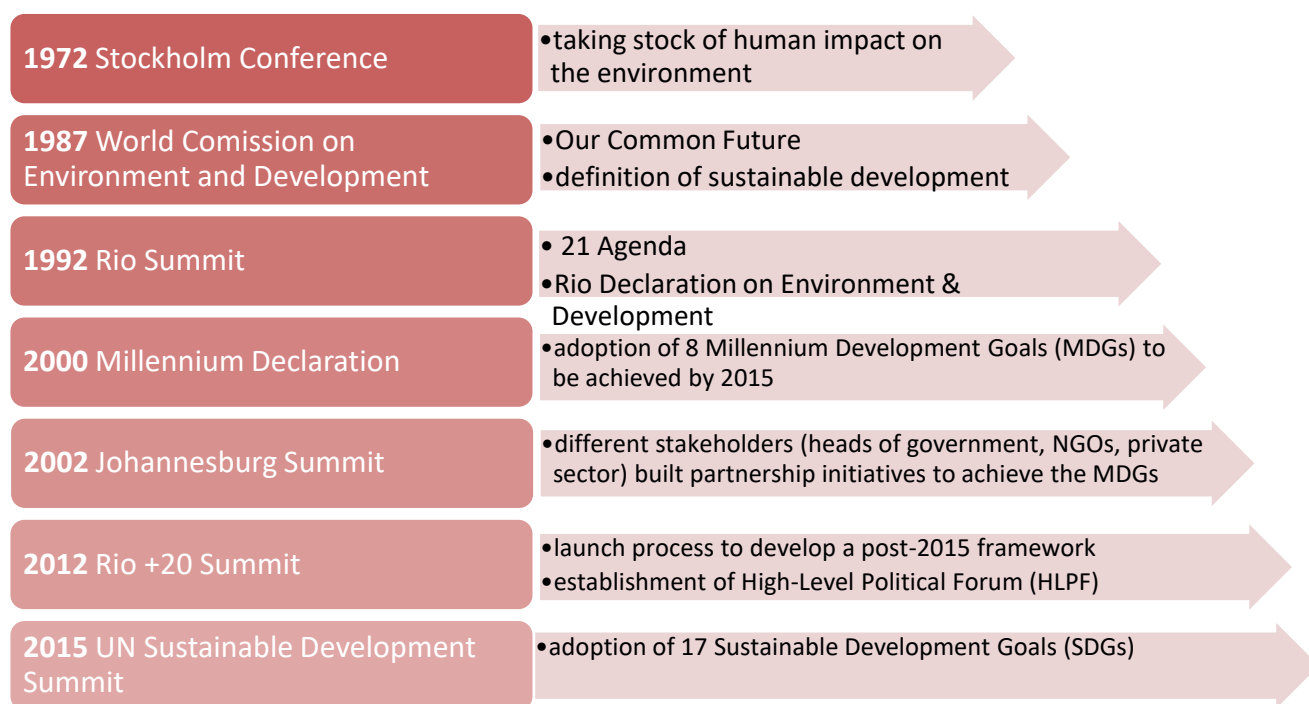 1972 Stockholm Conference
•taking stock of human impact on
the environment
1987 World Comission on
Environment and Development
•Our Common Future
•definition of sustainable development
1992 Rio Summit
• 21 Agenda
•Rio Declaration on Environment &
Development
2000 Millennium Declaration
•adoption of 8 Millennium Development Goals (MDGs) to
be achieved by 2015
2002 Johannesburg Summit
•different stakeholders (heads of government, NGOs, private
sector) built partnership initiatives to achieve the MDGs
2012 Rio +20 Summit
•launch process to develop a post-2015 framework
•establishment of High-Level Political Forum (HLPF)
2015 UN Sustainable Development
Summit
•adoption of 17 Sustainable Development Goals (SDGs)